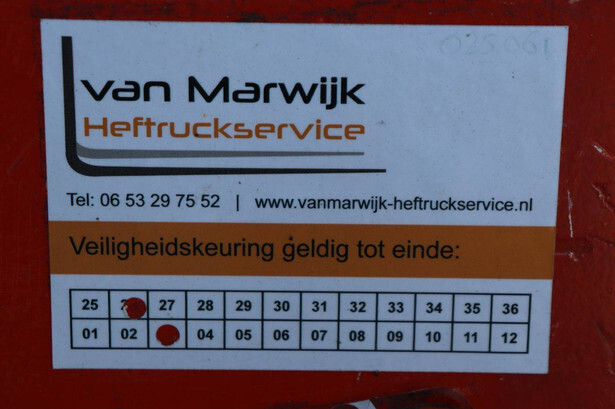 van Marwijk
Heftruckservice
Tel: 06 53 29 75 52 | www.vanmarwijk-heftruckservice.nl
Veiligheidskeuring geldig tot einde:
25 27 28 29 30 31 32 33 34 35 36
01 02 04 05 06 07 08 09 10 11 12